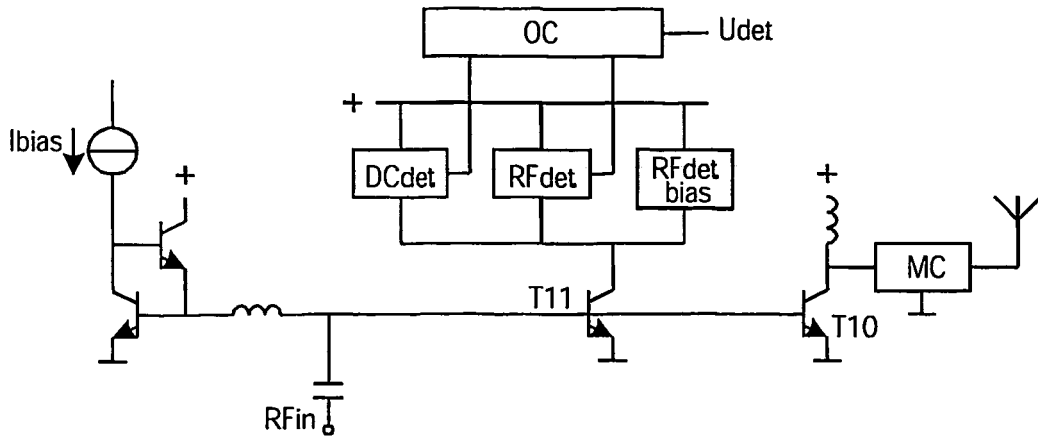 OC
Udet
+
Ibias
+
DCdet
RFdet
RFdet
bias
+
MC
T11
T10
RFin